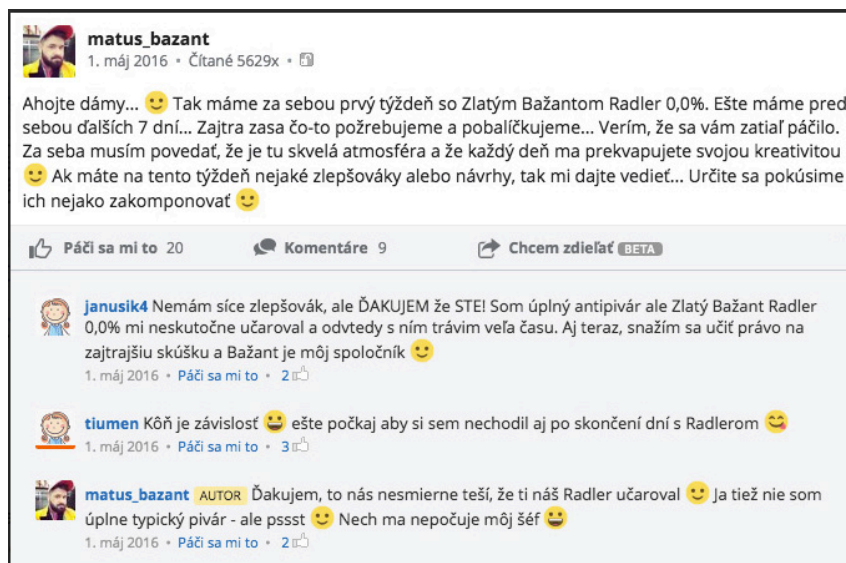 matus_bazant
1. máj 2016 • Čítané 5629x •
Ahojte dámy... 🙂 Tak máme za sebou prvý týždeň so Zlatým Bažantom Radler 0,0%. Ešte máme pred
sebou ďalších 7 dní... Zajtra zasa čo-to požrebujeme a pobalíčkujeme... Verím, že sa vám zatiaľ páčilo.
Za seba musím povedať, že je tu skvelá atmosféra a že každý deň ma prekvapujete svojou kreativitou
🙂 Ak máte na tento týždeň nejaké zlepšováky alebo návrhy, tak mi dajte vedieť... Určite sa pokúsime
ich nejako zakomponovať 🙂
Páči sa mi to 20 Komentáre 9 Chcem zdieľať BETA
janusik4 Nemám síce zlepšovák, ale ĎAKUJEM že STE! Som úplný antipivár ale Zlatý Bažant Radler
0,0% mi neskutočne učaroval a odvtedy s ním trávim veľa času. Aj teraz, snažím sa učiť právo na
zajtrajšiu skúšku a Bažant je môj spoločník 🙂
1. máj 2016 • Páči sa mi to • 2
tiumen Kôň je závislosť 😀 ešte počkaj aby si sem nechodil aj po skončení dní s Radlerom 😋
1. máj 2016 • Páči sa mi to • 3
matus_bazant AUTOR Ďakujem, to nás nesmierne teší, že ti náš Radler učaroval 🙂 Ja tiež nie som
úplne typický pivár - ale pssst 🙂 Nech ma nepočuje môj šéf 😀
1. máj 2016 • Páči sa mi to • 2